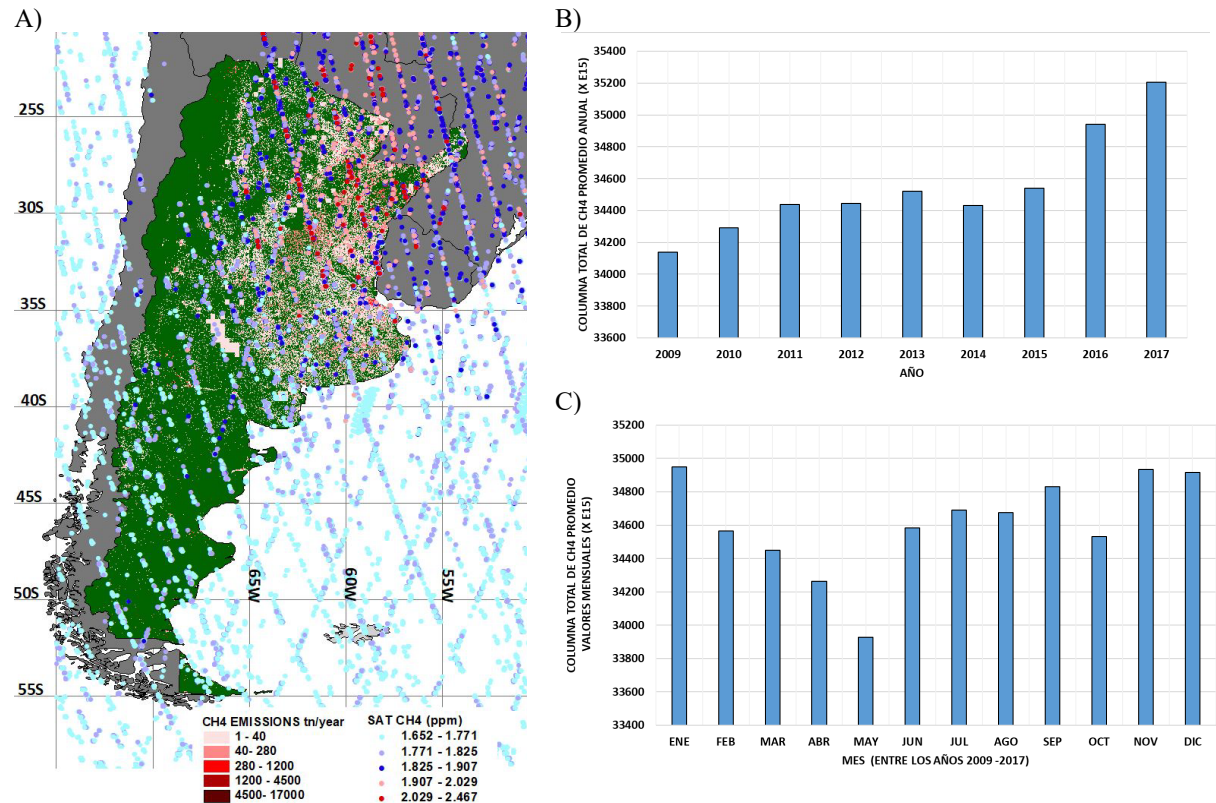 A)
25S
30S
35S
40S
45S
50S
55S
65W
60W
55W
CH4 EMISSIONS tn/year
1 - 40
40 - 280
280 - 1200
1200 - 4500
4500- 17000
SAT CH4 (ppm)
1.652 - 1.771
1.771 - 1.825
1.825 - 1.907
1.907 - 2.029
2.029 - 2.467
B)
COLUMNA TOTAL DE CH4 PROMEDIO ANUAL (X E15)
35400
35200
35000
34800
34600
34400
34200
34000
33800
33600
2009 2010 2011 2012 2013 2014 2015 2016 2017
AÑO
C)
COLUMNA TOTAL DE CH4 PROMEDIO
VALORES MENSUALES (X E15)
35200
35000
34800
34600
34400
34200
34000
33800
33600
33400
ENE FEB MAR ABR MAY JUN JUL AGO SEP OCT NOV DIC
MES (ENTRE LOS AÑOS 2009 -2017)